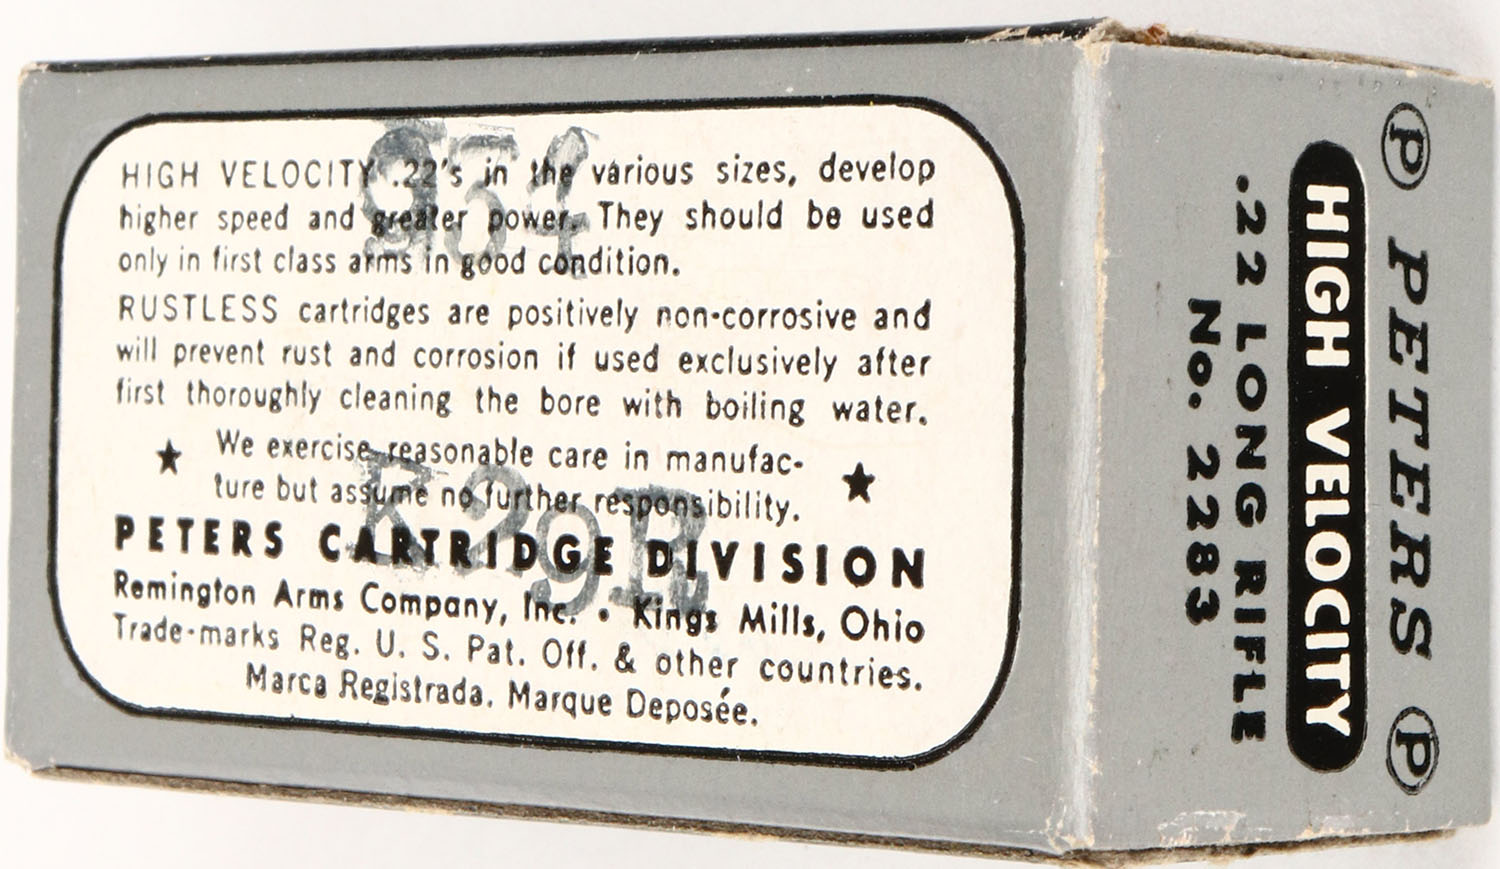 HIGH VELOCITY .22's in the various sizes, develop
higher speed and greater power. They should be used
only in first class arms in good condition.
RUSTLESS cartridges are positively non-corrosive and
will prevent rust and corrosion if used exclusively after
first thoroughly cleaning the bore with boiling water.
★ We exercise reasonable care in manufac- ★
ture but assume no further responsibility.
PETERS CARTRIDGE DIVISION
Remington Arms Company, Inc. • Kings Mills, Ohio
Trade-marks Reg. U. S. Pat. Off. & other countries.
Marca Registrada. Marque Deposée.
934
K29R
P PETERS P
HIGH VELOCITY
.22 LONG RIFLE
No. 2283